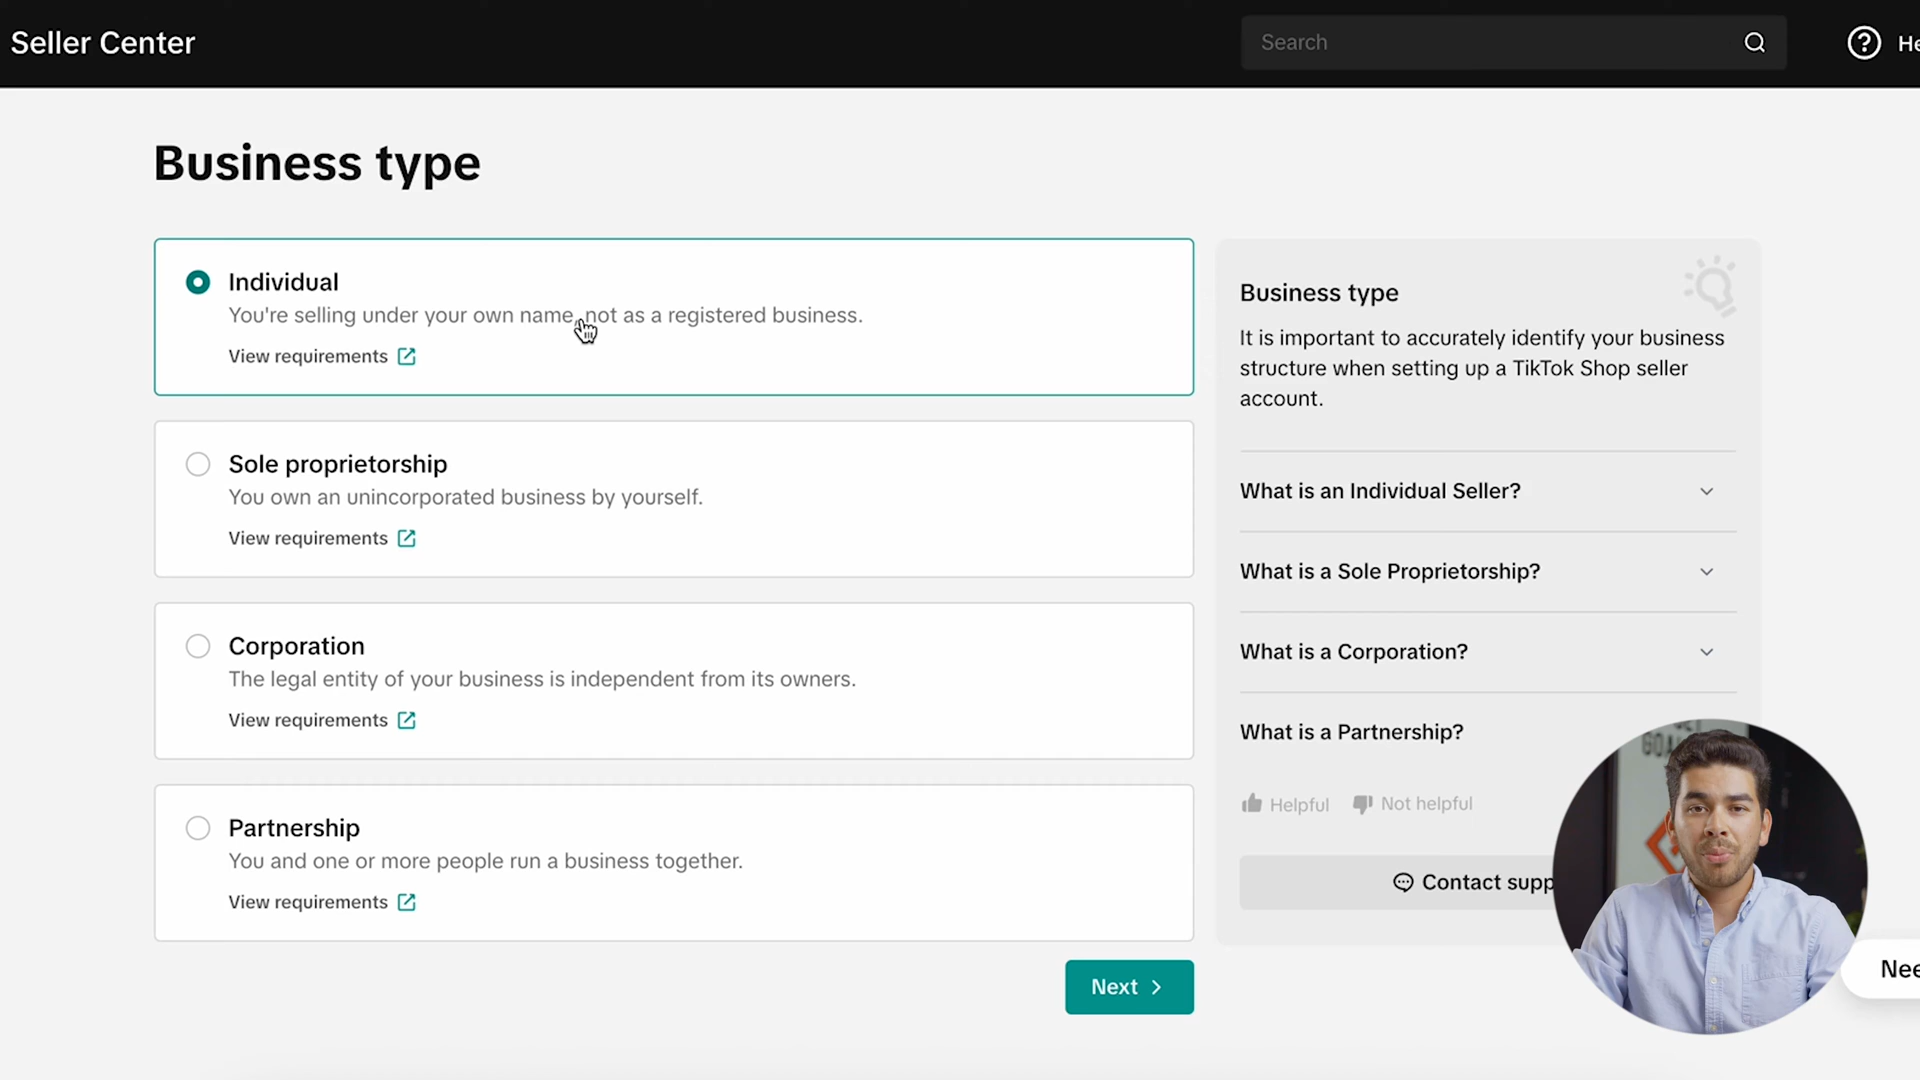 Seller Center
Search
He
Business type
Individual
You're selling under your own name, not as a registered business.
View requirements
Sole proprietorship
You own an unincorporated business by yourself.
View requirements
Corporation
The legal entity of your business is independent from its owners.
View requirements
Partnership
You and one or more people run a business together.
View requirements
Next
Business type
It is important to accurately identify your business
structure when setting up a TikTok Shop seller
account.
What is an Individual Seller?
What is a Sole Proprietorship?
What is a Corporation?
What is a Partnership?
Helpful
Not helpful
Contact supp
Nee